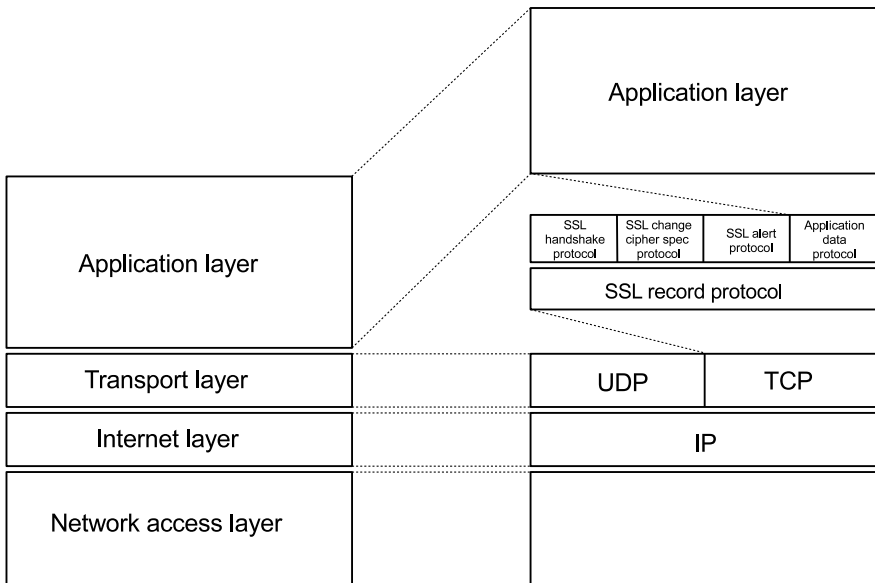 Application layer
Transport layer
Internet layer
Network access layer
Application layer
SSL
handshake
protocol
SSL change
cipher spec
protocol
SSL alert
protocol
Application
data
protocol
SSL record protocol
UDP
TCP
IP